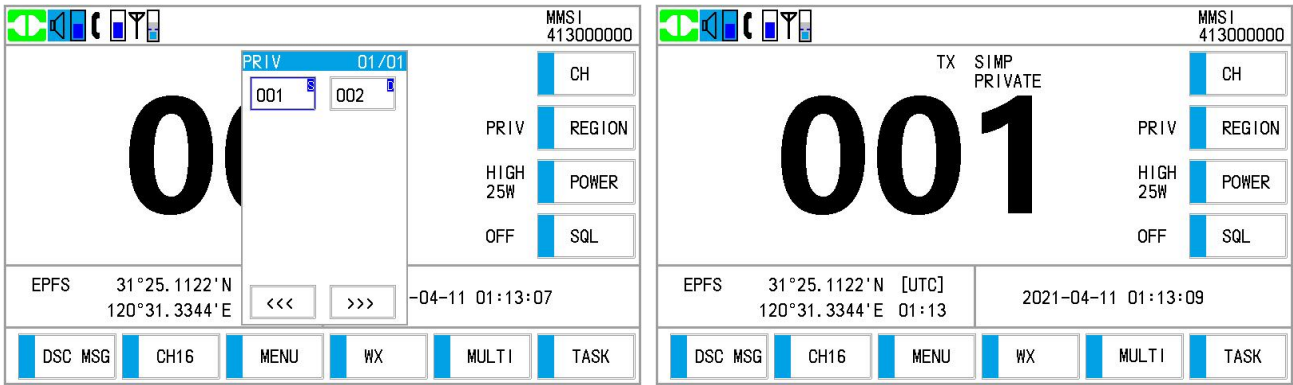 MMSI
413000000
PRIV 01/01
001 S 002 D
CH
PRIV REGION
HIGH
25W
POWER
OFF SQL
<<< >>>
EPFS 31°25.1122'N
120°31.3344'E
-04-11 01:13:07
DSC MSG CH16 MENU WX MULTI TASK
MMSI
413000000
TX SIMP
PRIVATE
001
CH
PRIV REGION
HIGH
25W
POWER
OFF SQL
EPFS 31°25.1122'N [UTC]
120°31.3344'E 01:13
2021-04-11 01:13:09
DSC MSG CH16 MENU WX MULTI TASK